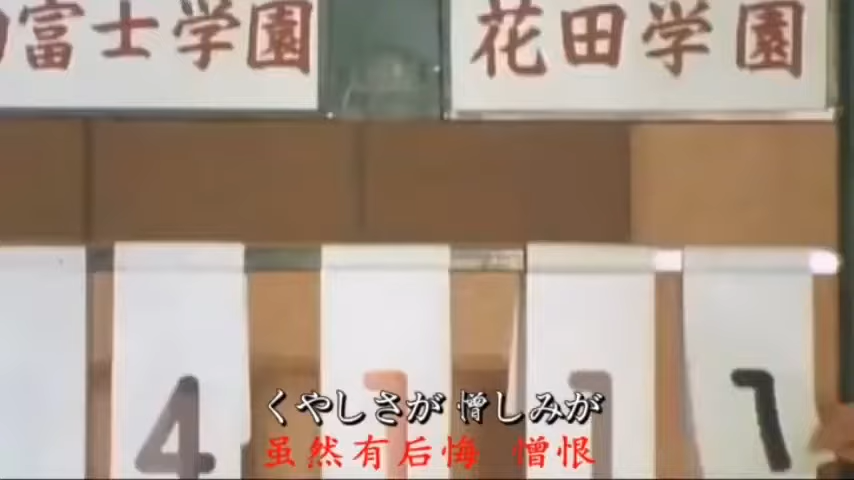 富士学園
花田学園
4 1 1 1
くやしさが 憎しみが
虽然有后悔 憎恨